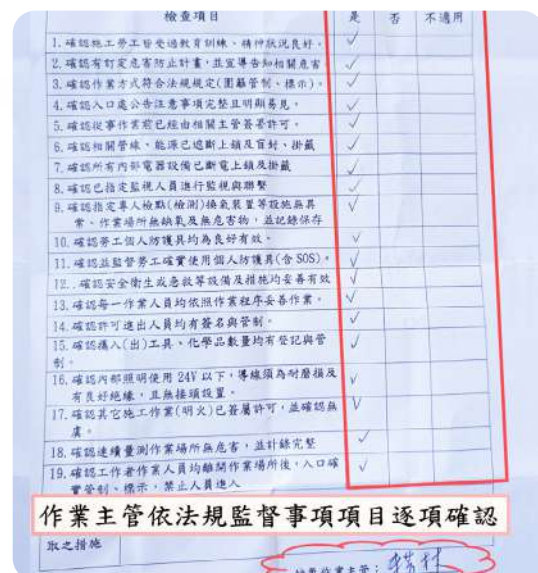 檢查項目 是 否 不適用
1. 確認施工勞工皆受過教育訓練、精神狀況良好。 ✓
2. 確認有訂定危害防止計畫,並宣導告知相關危害 ✓
3. 確認作業方式符合法規規定(圍籬管制、標示)。 ✓
4. 確認入口處公告注意事項完整且明顯易見。 ✓
5. 確認從事作業前已經由相關主管簽署許可。 ✓
6. 確認相關管線、能源已遮斷上鎖及盲封、掛籤 ✓
7. 確認所有內部電器設備已斷電上鎖及掛籤 ✓
8. 確認已指定監視人員進行監視與聯繫 ✓
9. 確認指定專人檢點(檢測)換氣裝置等設施無異 ✓
常、作業場所無缺氧及無危害物,並記錄保存
10. 確認勞工個人防護具均為良好有效。 ✓
11. 確認並監督勞工確實使用個人防護具(含 SOS)。 ✓
12..確認安全衛生或急救等設備及措施均妥善有效 ✓
13. 確認每一作業人員均依照作業程序妥善作業。 ✓
14. 確認許可進出人員均有簽名與管制。 ✓
15. 確認攜入(出)工具、化學品數量均有登記與管 ✓
制。
16. 確認內部照明使用 24V 以下,導線須為耐磨損及 ✓
有良好絕緣,且無接頭設置。
17. 確認其它施工作業(明火)已簽屬許可,並確認無 ✓
虞。
18. 確認連續量測作業場所無危害,並計錄完整 ✓
19. 確認工作者作業人員均離開作業場所後,入口確 ✓
實管制、標示,禁止人員進入
作業主管依法規監督事項項目逐項確認
取之措施
作業主管: